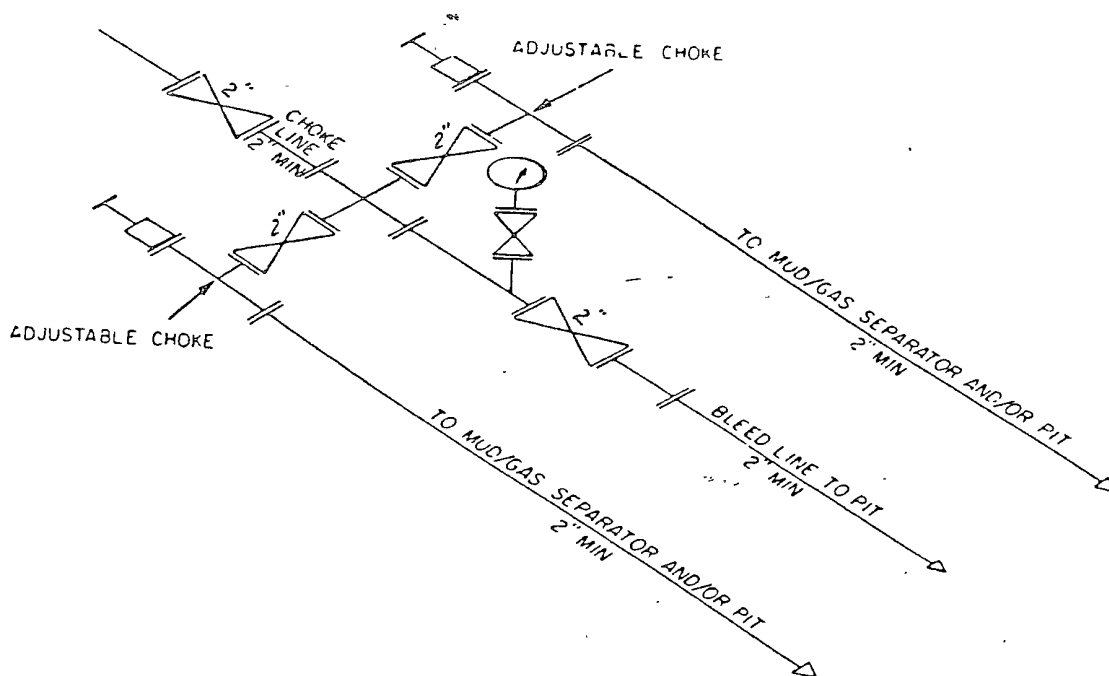 ADJUSTABLE CHOKE
2"
CHOKE
LINE
2" MIN
2"
2"
ADJUSTABLE CHOKE
2"
TO MUD/GAS SEPARATOR AND/OR PIT
2" MIN
BLEED LINE TO PIT
2" MIN
TO MUD/GAS SEPARATOR AND/OR PIT
2" MIN